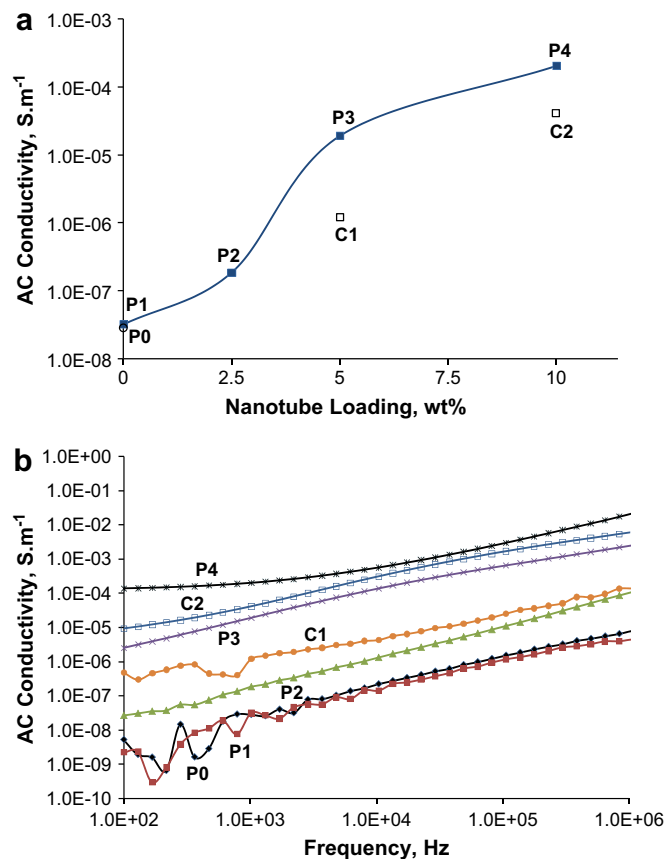 a
1.0E-03
1.0E-04
1.0E-05
1.0E-06
1.0E-07
1.0E-08
AC Conductivity, S.m-1
P4
P3
C2
C1
P2
P1
P0
0
2.5
5
7.5
10
Nanotube Loading, wt%
b
1.0E+00
1.0E-01
1.0E-02
1.0E-03
1.0E-04
1.0E-05
1.0E-06
1.0E-07
1.0E-08
1.0E-09
1.0E-10
AC Conductivity, S.m-1
P4
C2
P3
C1
P2
P1
P0
1.0E+02
1.0E+03
1.0E+04
1.0E+05
1.0E+06
Frequency, Hz